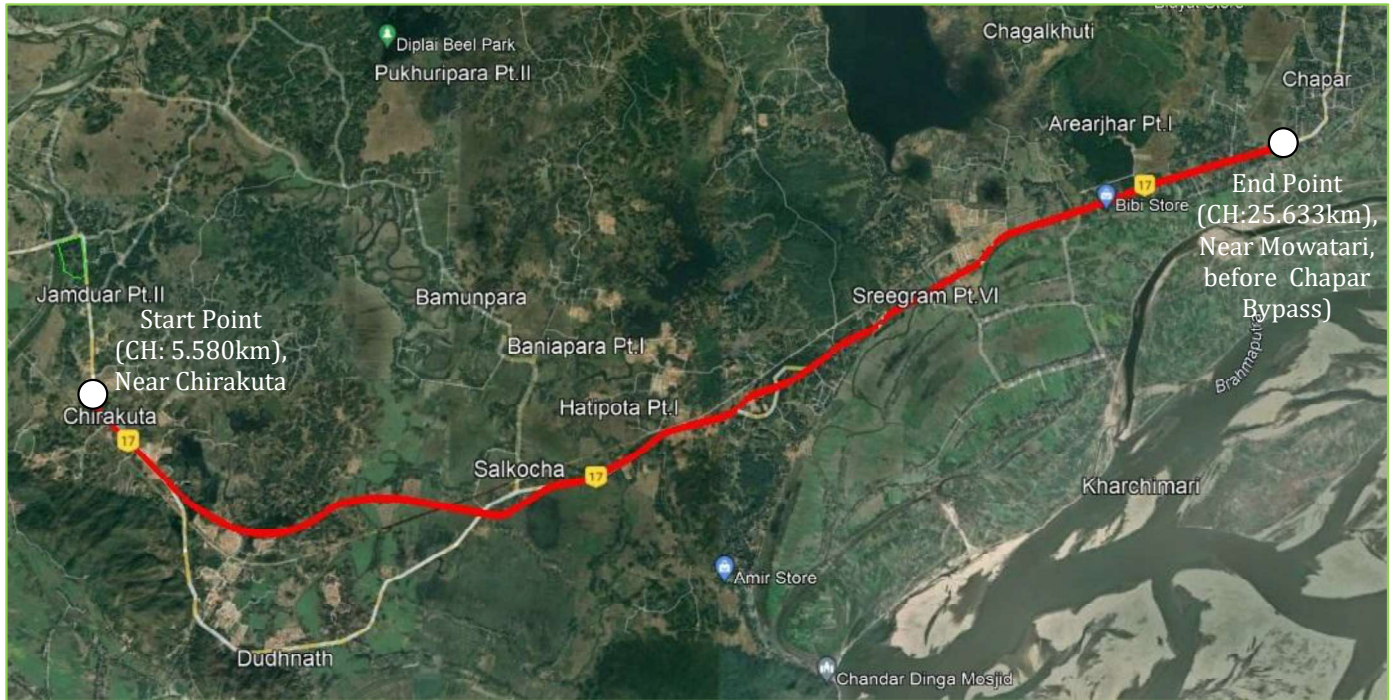 Diplai Beel Park
Pukhuripara Pt.II
Chagalkhuti
Chapar
Arearjhar Pt.I
17
Bibi Store
End Point
(CH:25.633km),
Near Mowatari,
before Chapar
Bypass)
Jamduar Pt.II
Bamunpara
Sreegram Pt.VI
Start Point
(CH: 5.580km),
Near Chirakuta
Baniapara Pt.I
Brahmaputra
Chirakuta
Hatipota Pt.I
17
Salkocha
17
Kharchimari
Amir Store
Dudhnath
Chandar Dinga Mosjid